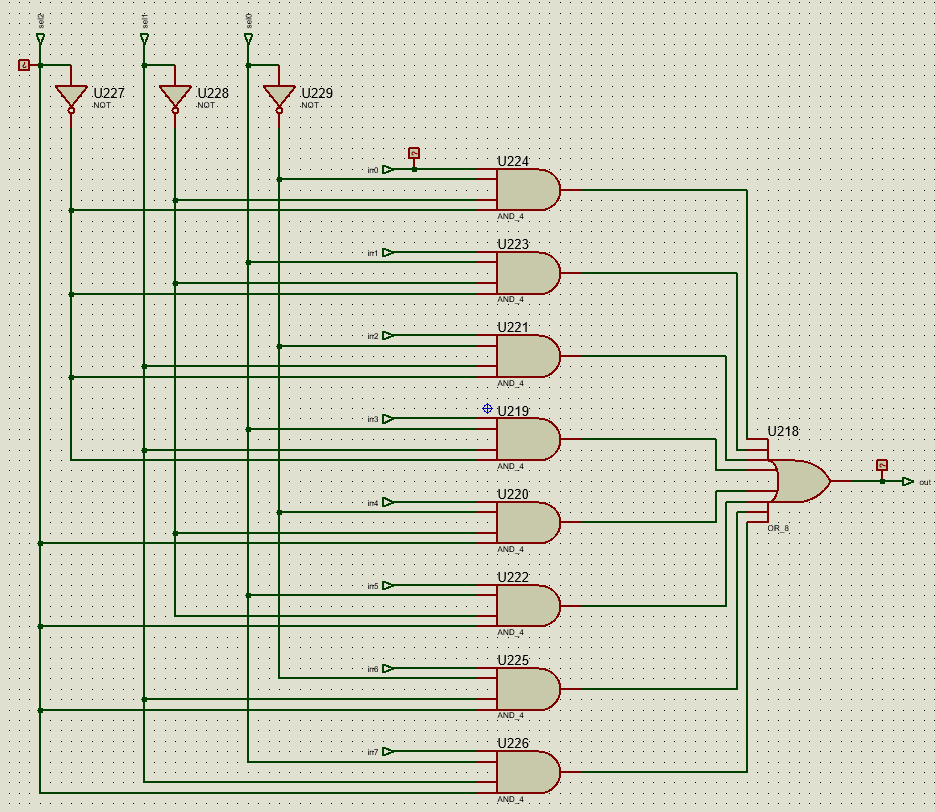 sel2
sel1
sel0
?
U227
NOT
U228
NOT
U229
NOT
?
U224
in0
AND_4
U223
in1
AND_4
U221
in2
AND_4
U219
in3
AND_4
U218
?
out
U220
in4
OR_8
AND_4
U222
in5
AND_4
U225
in6
AND_4
U226
in7
AND_4